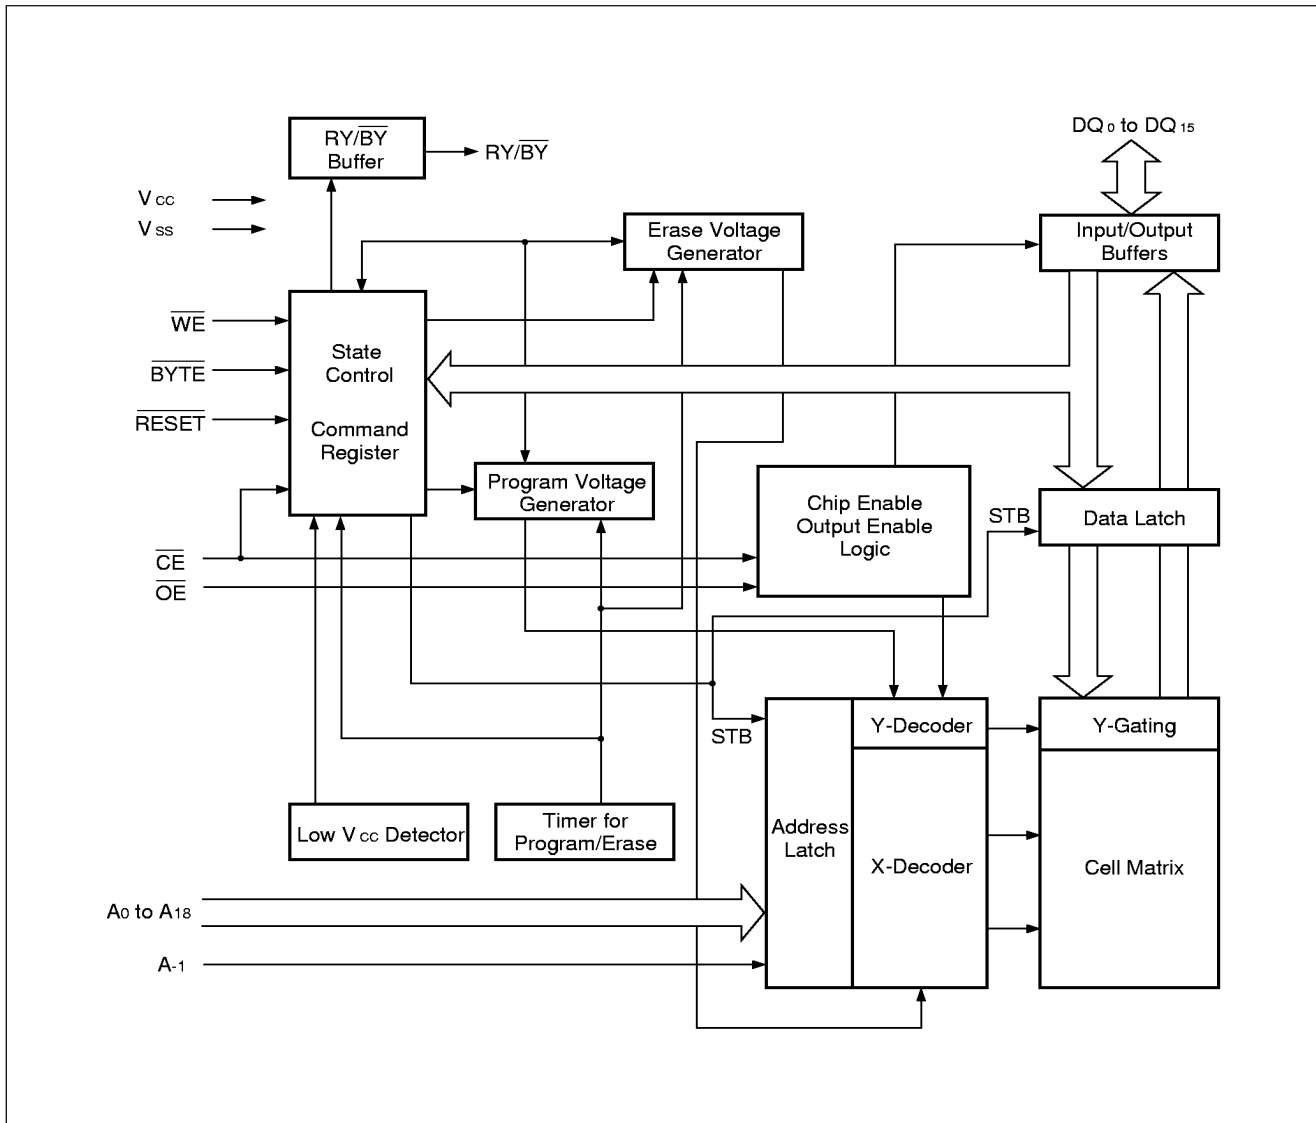 RY/BY
Buffer
RY/BY
DQ0 to DQ15
VCC
VSS
Erase Voltage
Generator
Input/Output
Buffers
WE
BYTE
RESET
State
Control
Command
Register
Program Voltage
Generator
Chip Enable
Output Enable
Logic
STB
Data Latch
CE
OE
STB
Y-Decoder
Y-Gating
Address
Latch
X-Decoder
Cell Matrix
Low VCC Detector
Timer for
Program/Erase
A0 to A18
A-1